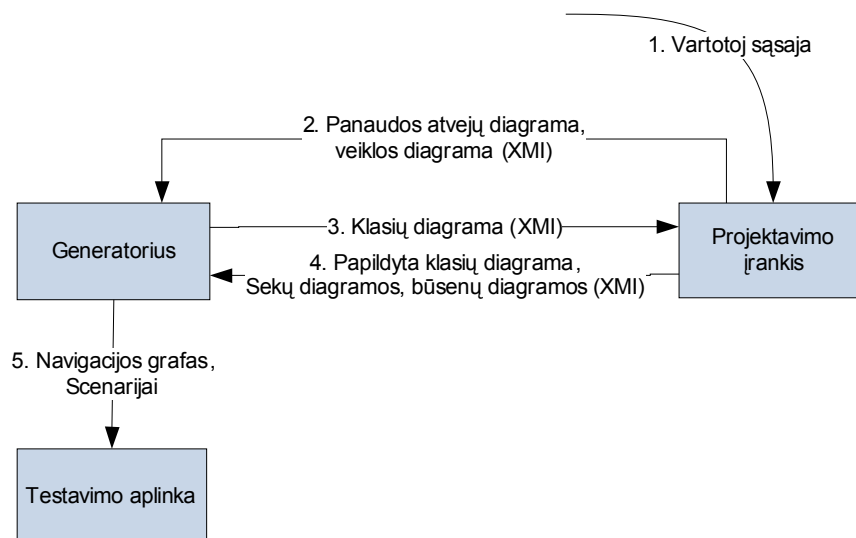 1. Vartotoj sąsaja
2. Panaudos atvejų diagrama,
veiklos diagrama (XMI)
Generatorius
3. Klasių diagrama (XMI)
Projektavimo
įrankis
4. Papildyta klasių diagrama,
Sekų diagramos, būsenų diagramos (XMI)
5. Navigacijos grafas,
Scenarijai
Testavimo aplinka